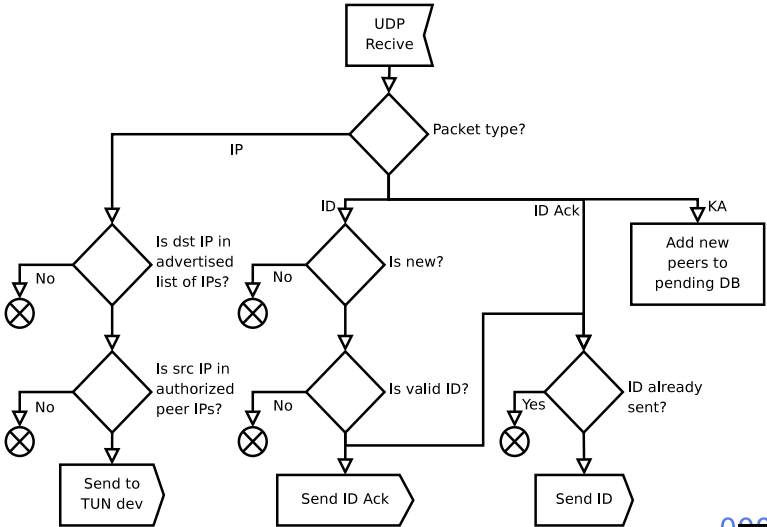 UDP
Recive
Packet type?
IP
ID
ID Ack
KA
Is dst IP in
advertised
list of IPs?
No
Is new?
No
Add new
peers to
pending DB
Is src IP in
authorized
peer IPs?
No
Is valid ID?
No
ID already
sent?
Yes
Send to
TUN dev
Send ID Ack
Send ID